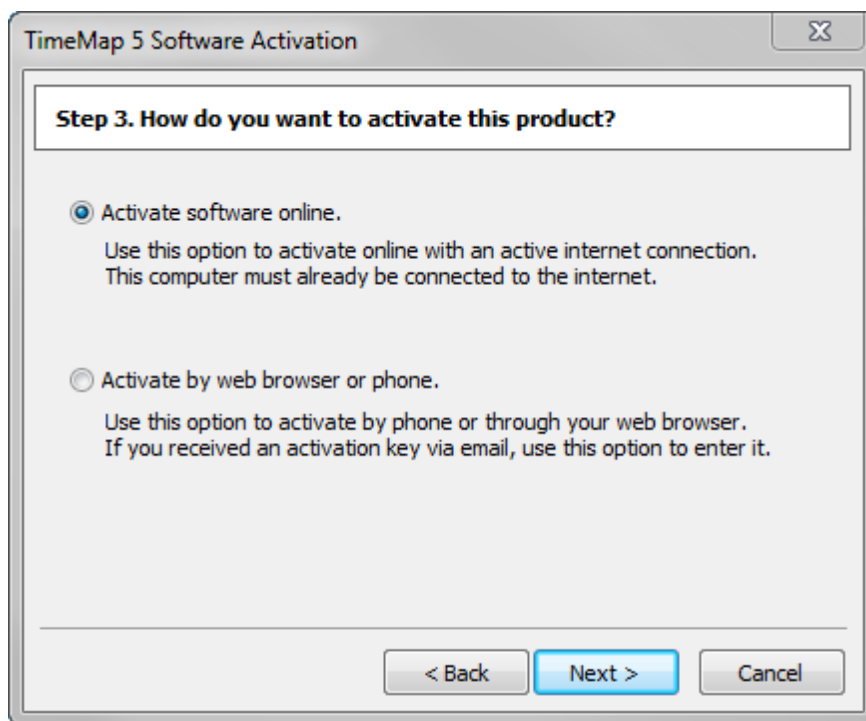 TimeMap 5 Software Activation
Step 3. How do you want to activate this product?
Activate software online.
Use this option to activate online with an active internet connection.
This computer must already be connected to the internet.
Activate by web browser or phone.
Use this option to activate by phone or through your web browser.
If you received an activation key via email, use this option to enter it.
< Back Next > Cancel